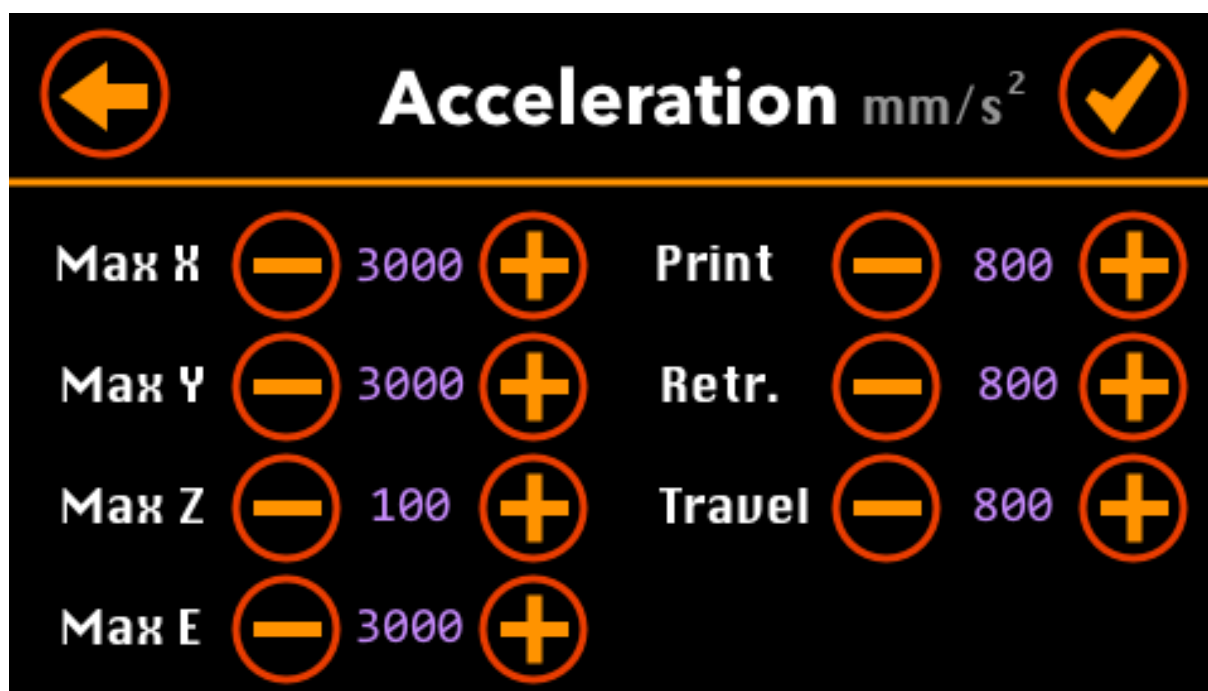 Acceleration mm/s²
Max X 3000 Print 800
Max Y 3000 Retr. 800
Max Z 100 Travel 800
Max E 3000